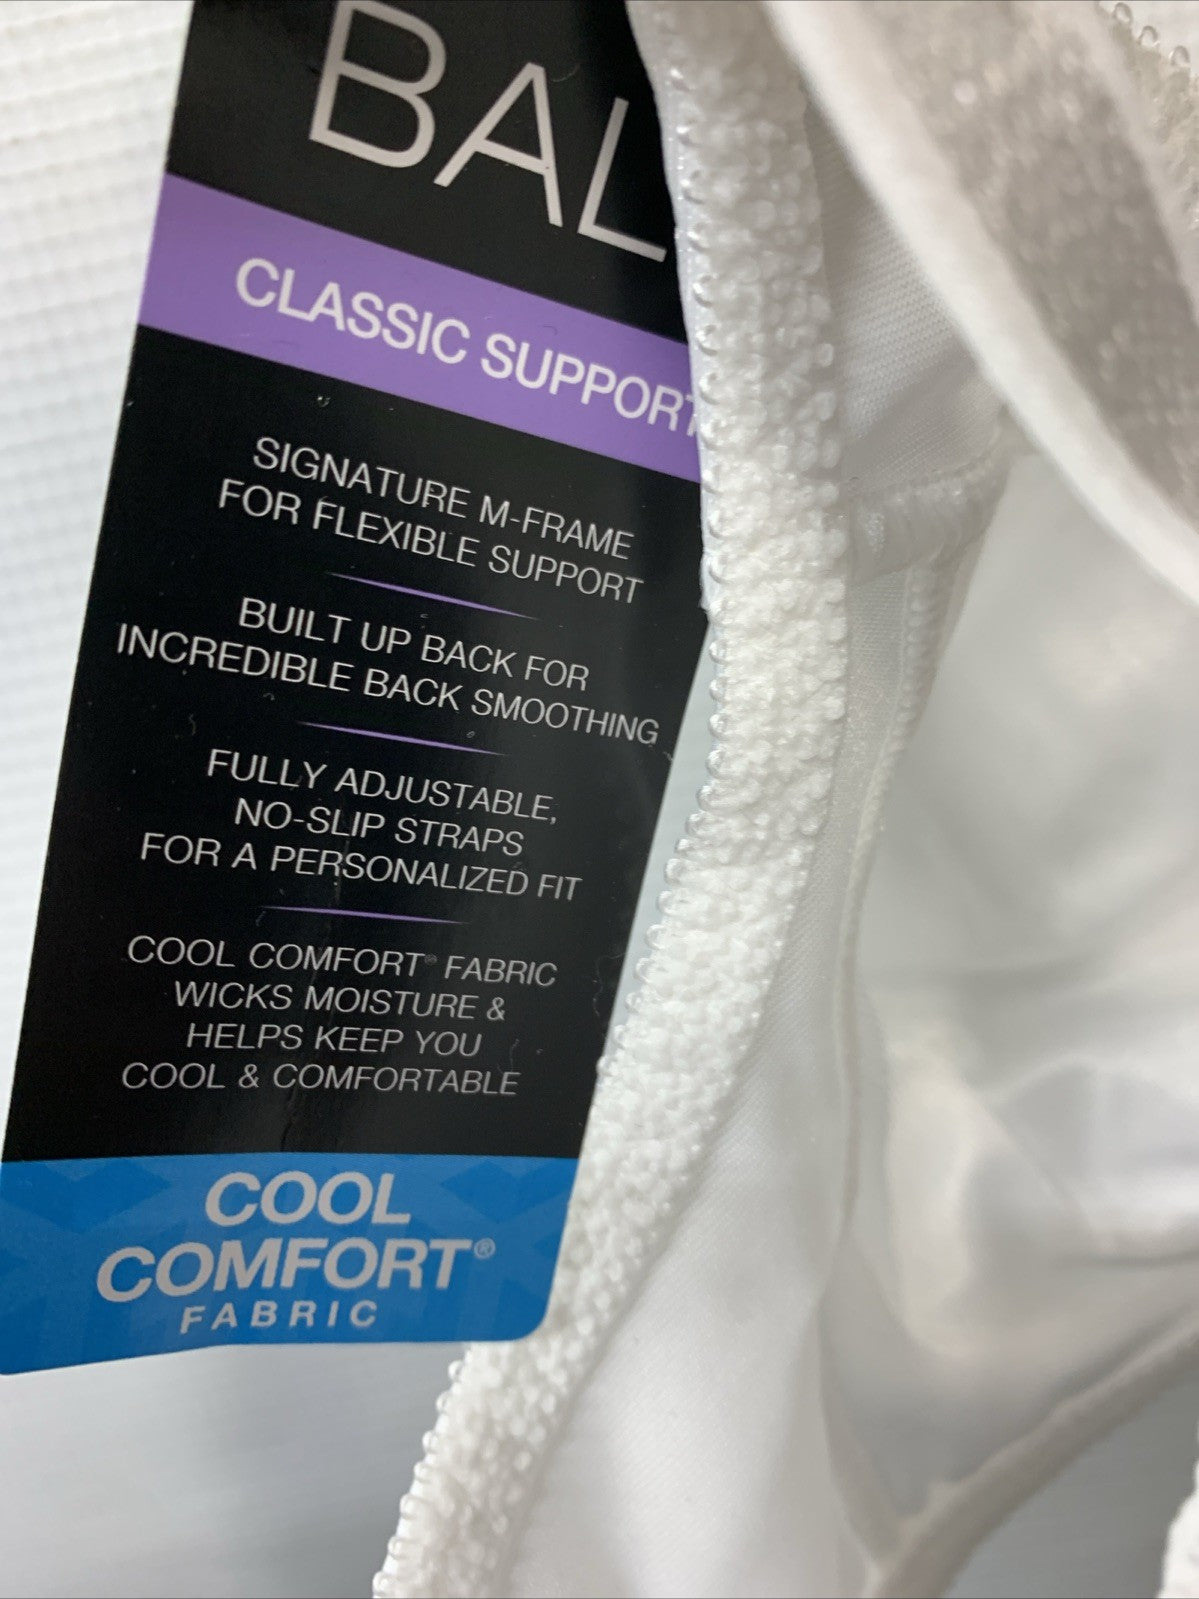 BAL
CLASSIC SUPPORT
SIGNATURE M-FRAME
FOR FLEXIBLE SUPPORT
BUILT UP BACK FOR
INCREDIBLE BACK SMOOTHING
FULLY ADJUSTABLE,
NO-SLIP STRAPS
FOR A PERSONALIZED FIT
COOL COMFORT® FABRIC
WICKS MOISTURE &
HELPS KEEP YOU
COOL & COMFORTABLE
COOL
COMFORT®
FABRIC